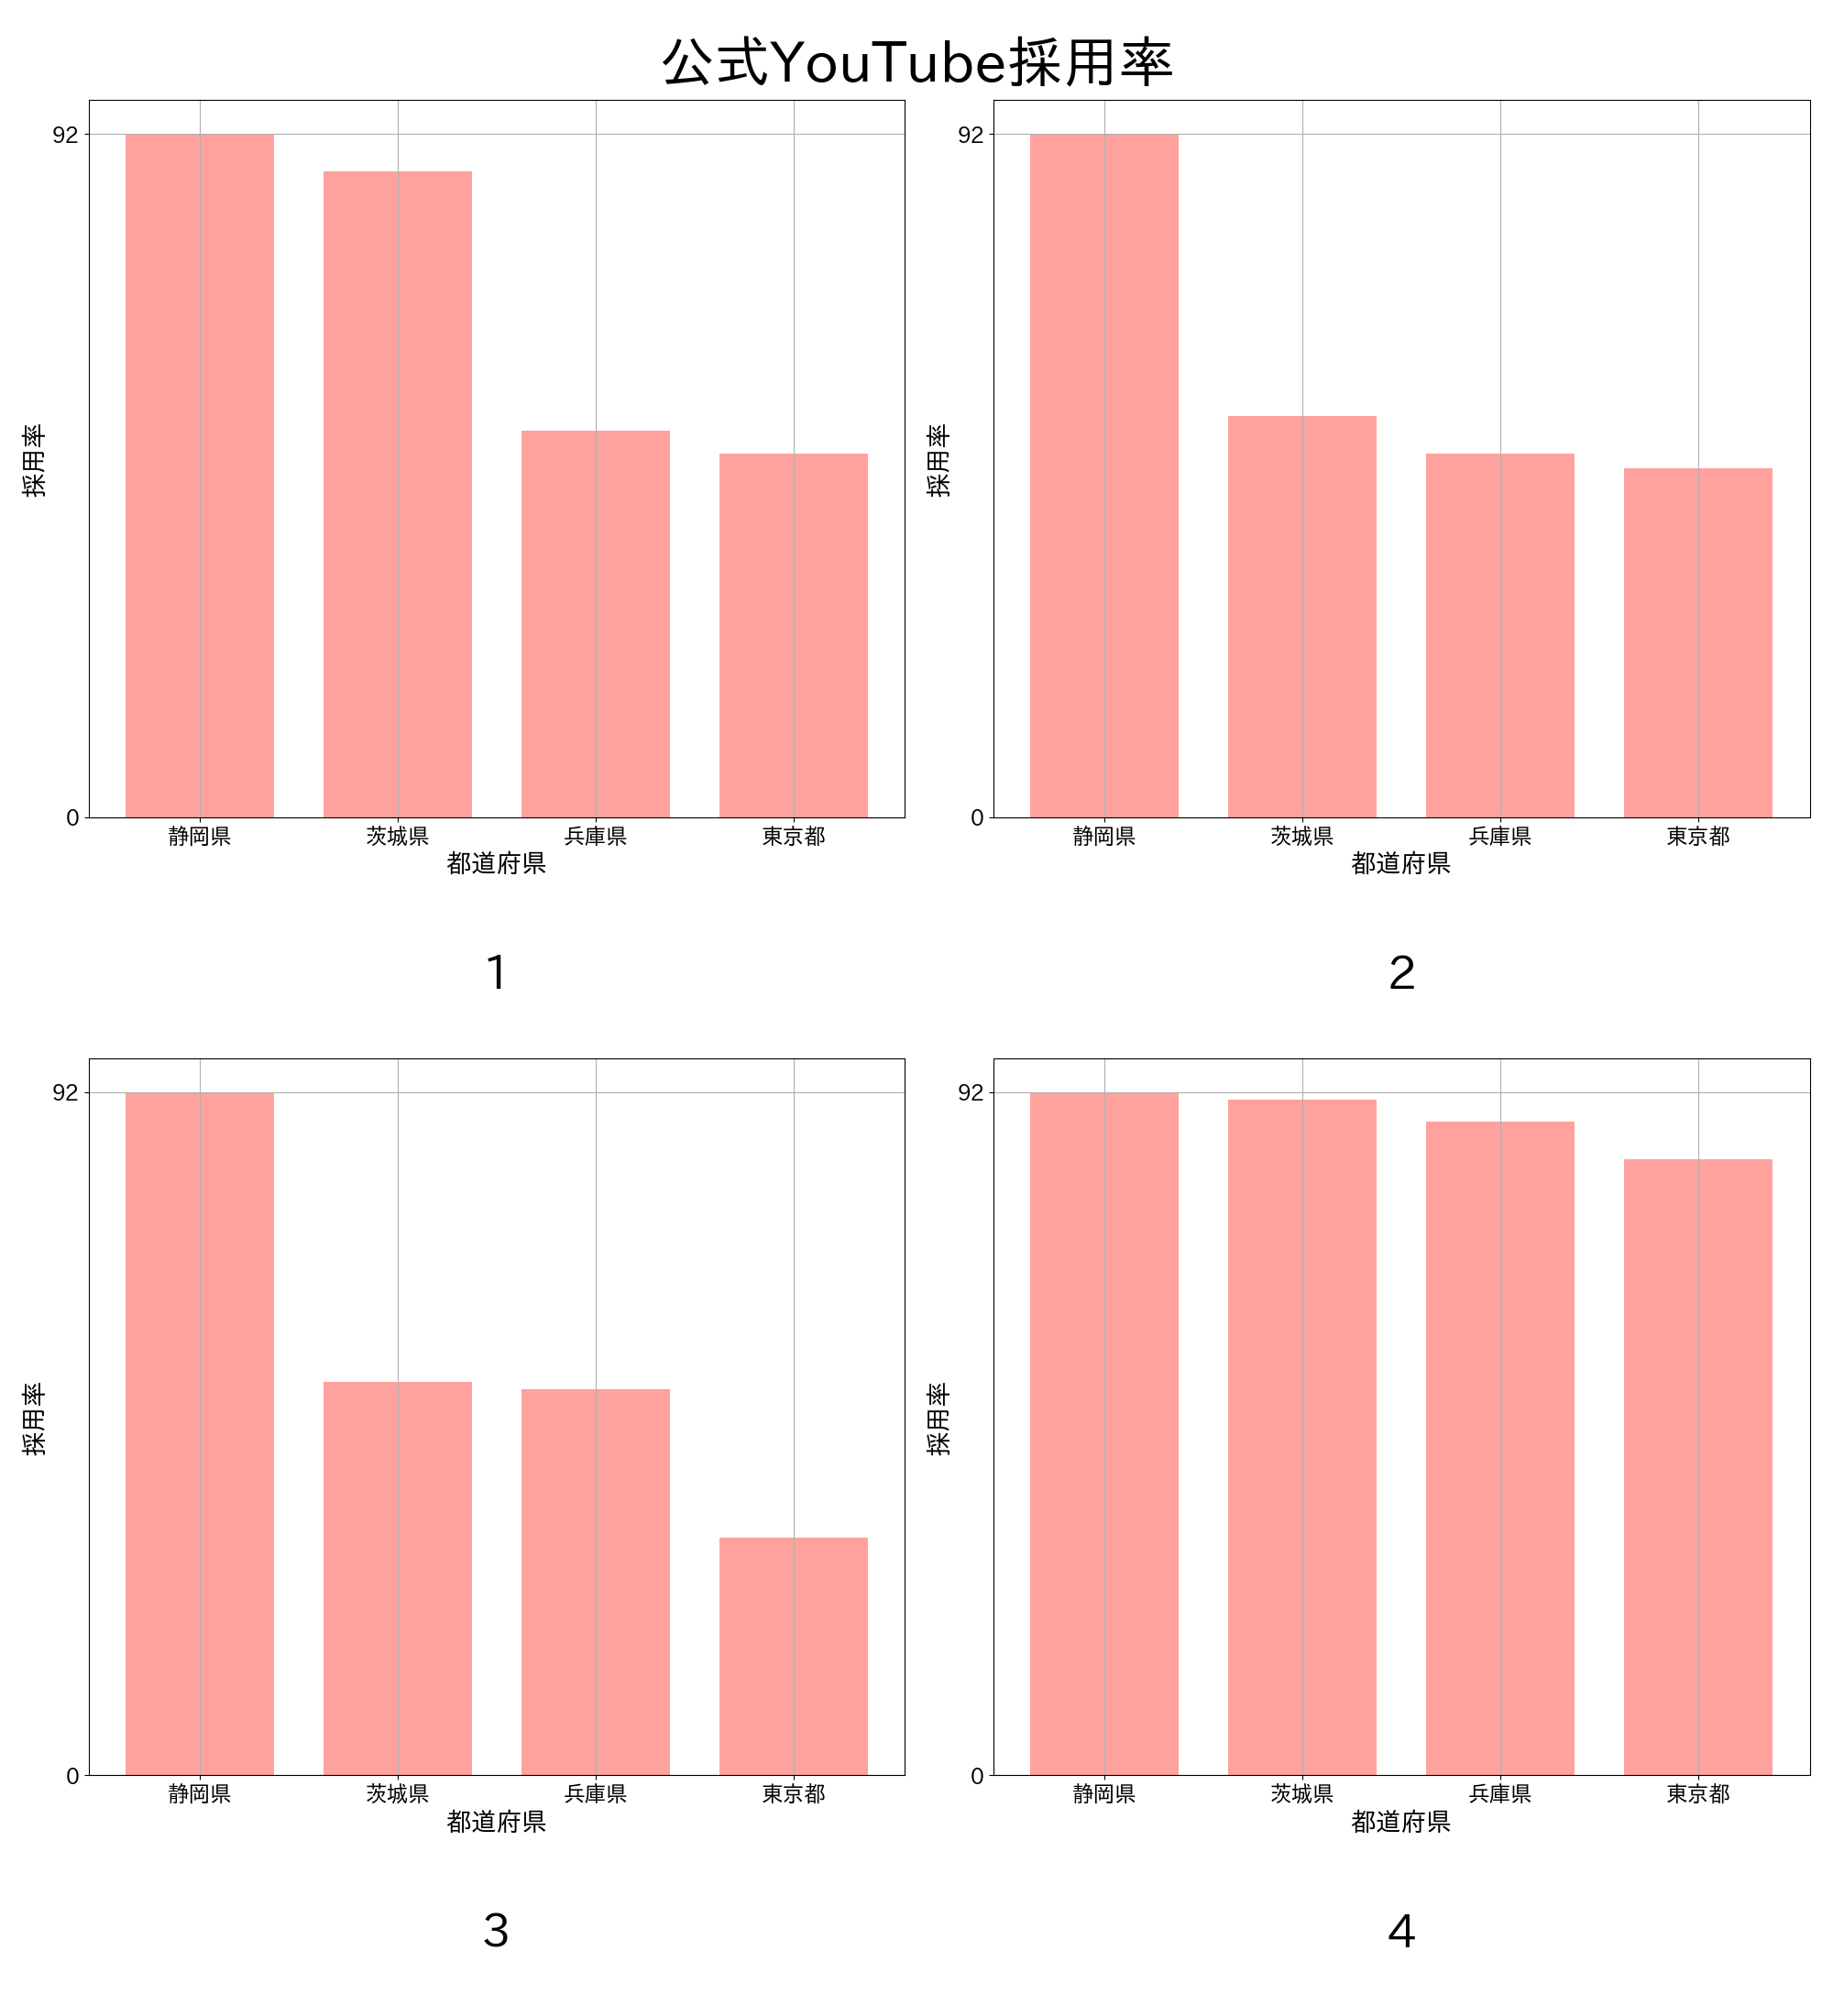 公式YouTube採用率
92
0
採用率
静岡県 茨城県 兵庫県 東京都
都道府県
1
92
0
採用率
静岡県 茨城県 兵庫県 東京都
都道府県
2
92
0
採用率
静岡県 茨城県 兵庫県 東京都
都道府県
3
92
0
採用率
静岡県 茨城県 兵庫県 東京都
都道府県
4